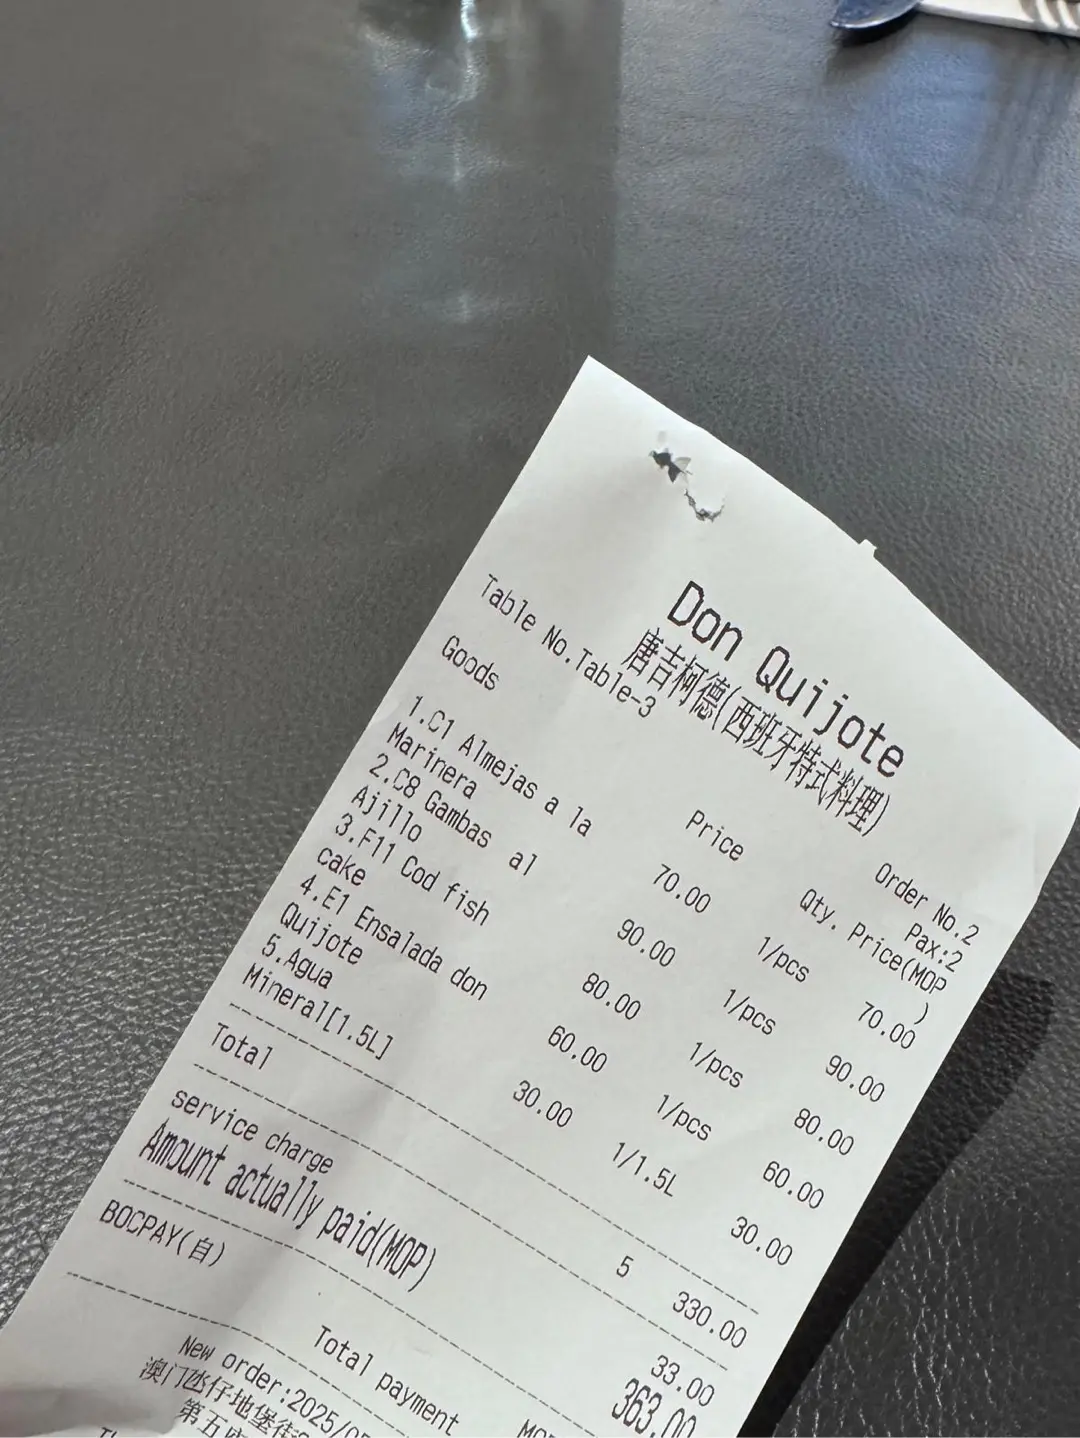 Don Quijote
唐吉柯德(西班牙特式料理)
Order No.2
Table No.Table-3 Pax:2
Goods Price Qty. Price(MOP
)
1.C1 Almejas a la 70.00 1/pcs 70.00
Marinera
2.C8 Gambas al 90.00 1/pcs 90.00
Ajillo
3.F11 Cod fish 80.00 1/pcs 80.00
cake
4.E1 Ensalada don 60.00 1/pcs 60.00
Quijote
5.Agua 30.00 1/1.5L 30.00
Mineral[1.5L]
Total 5 330.00
service charge 33.00
Amount actually paid(MOP) 363.00
BOCPAY(自)
Total payment
New order:2025/0
澳门氹仔地堡街
第五